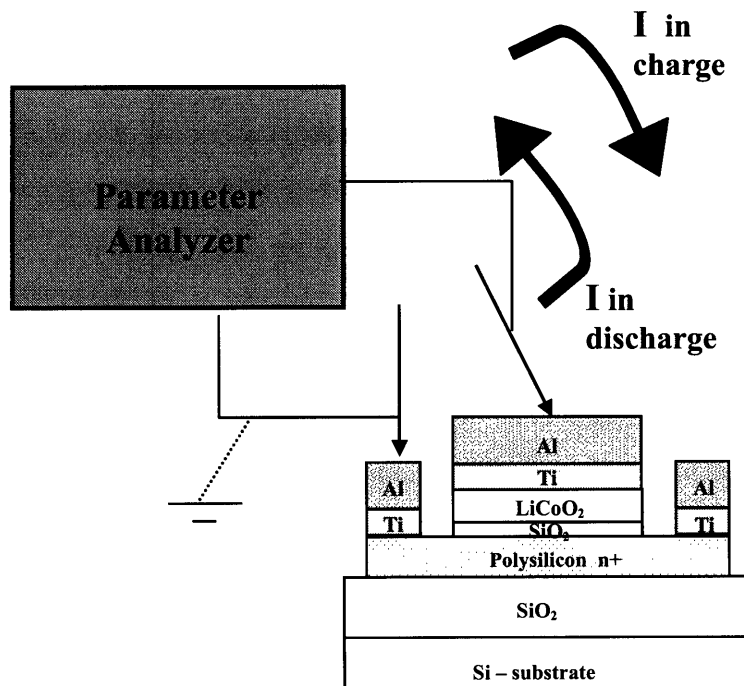 I in
charge
Parameter
Analyzer
I in
discharge
Al
Ti
LiCoO₂
SiO₂
Al
Ti
Al
Ti
Polysilicon n+
SiO₂
Si – substrate